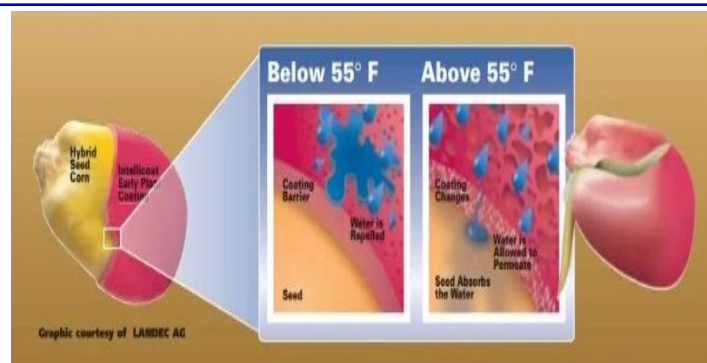 Below 55° F
Above 55° F
Hybrid
Seed
Corn
Intellicoat
Early Plant
Coating
Coating
Barrier
Water is
Repelled
Seed
Coating
Changes
Water is
Allowed to
Permeate
Seed Absorbs
the Water
Graphic courtesy of LANDEC AG